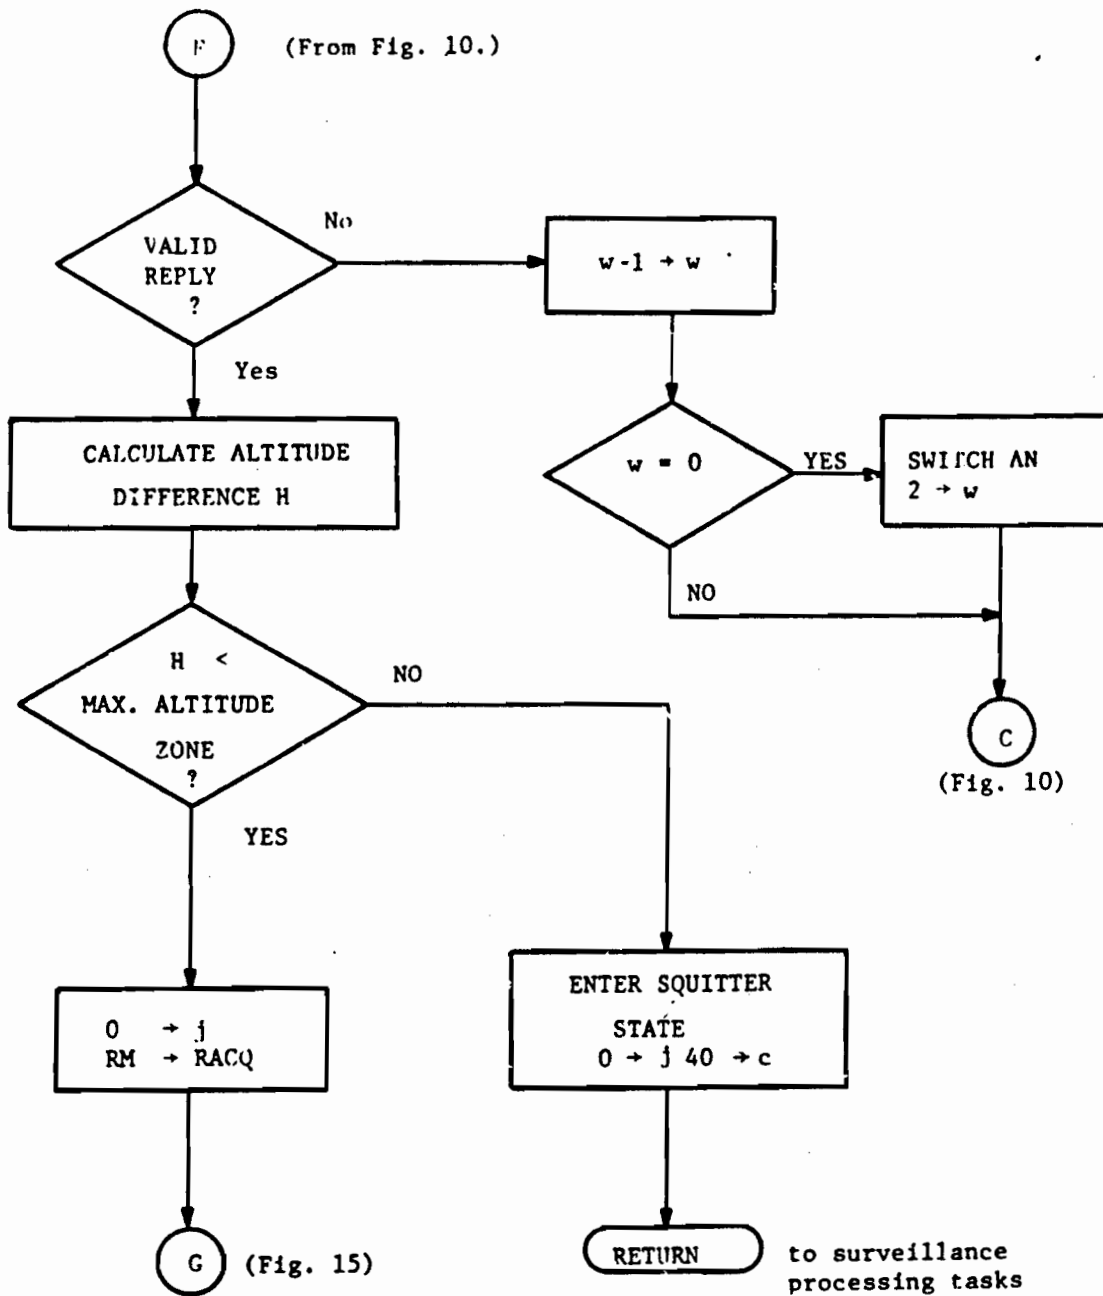 F
(From Fig. 10.)
VALID
REPLY
?
No
w-1 → w
Yes
CALCULATE ALTITUDE
DIFFERENCE H
w = 0
YES
SWITCH AN
2 → w
NO
C
(Fig. 10)
H <
MAX. ALTITUDE
ZONE
?
NO
YES
0 → j
RM → RACQ
ENTER SQUITTER
STATE
0 → j 40 → c
G
(Fig. 15)
RETURN
to surveillance
processing tasks